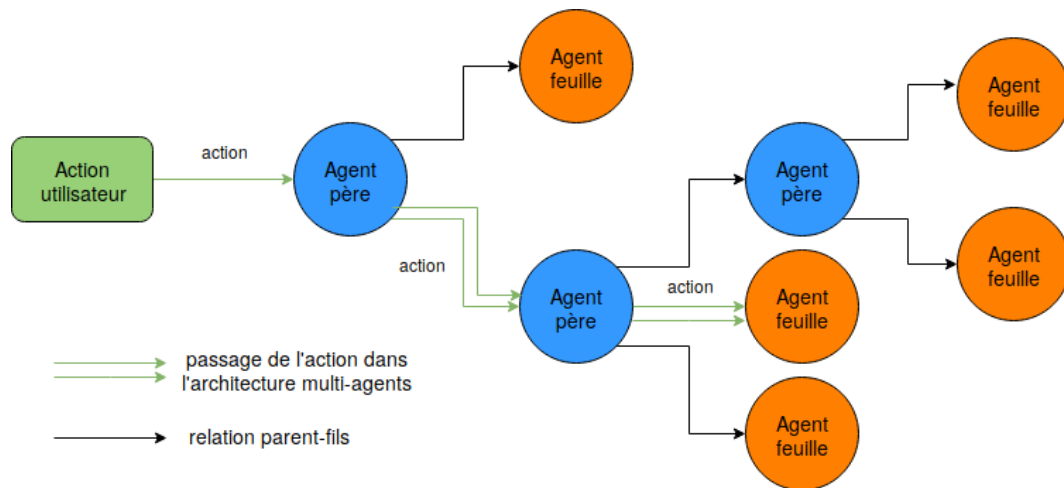 Agent
feuille
Agent
feuille
action
Action
utilisateur
Agent
père
Agent
père
Agent
feuille
action
action
Agent
père
Agent
feuille
passage de l'action dans
l'architecture multi-agents
Agent
feuille
relation parent-fils